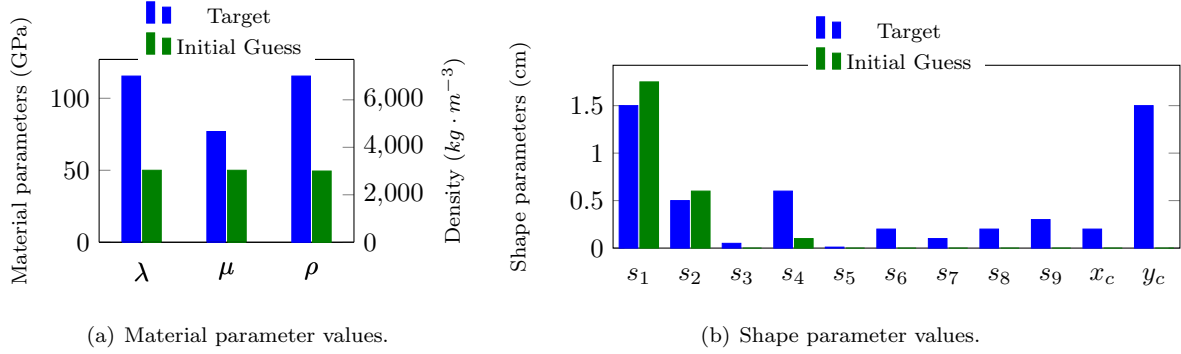 Target
Initial Guess
Material parameters (GPa)
100
50
0
6,000
4,000
2,000
0
Density (kg · m⁻³)
λ μ ρ
(a) Material parameter values.
Target
Initial Guess
Shape parameters (cm)
1.5
1
0.5
0
s₁ s₂ s₃ s₄ s₅ s₆ s₇ s₈ s₉ x_c y_c
(b) Shape parameter values.